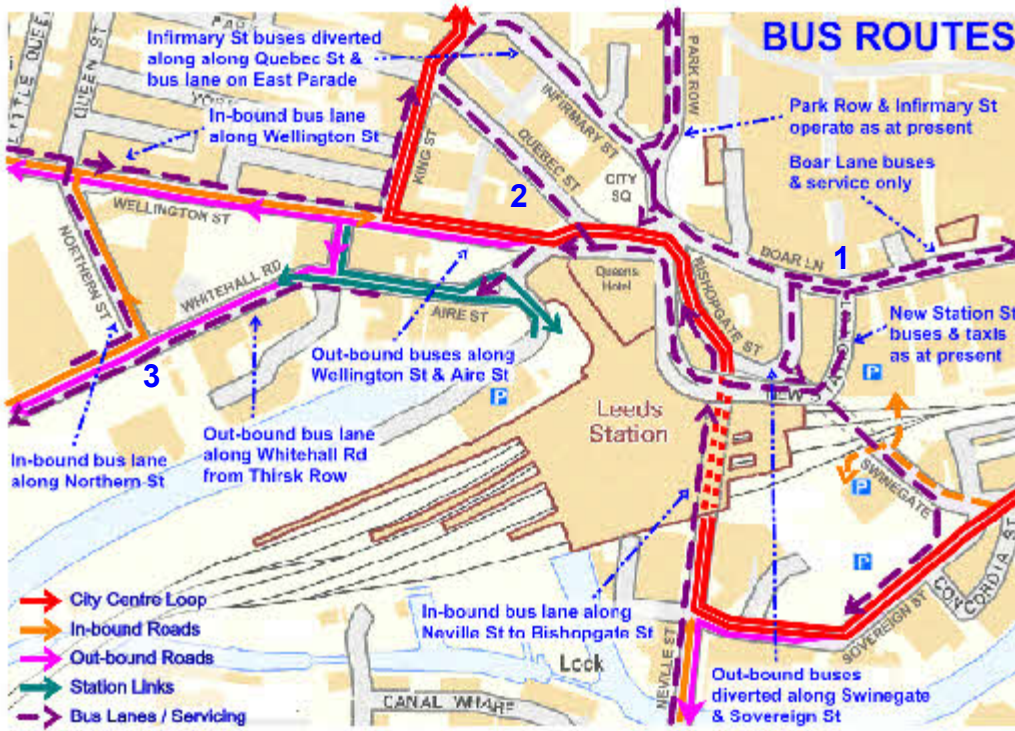 BUS ROUTES
Infirmary St buses diverted
along along Quebec St &
bus lane on East Parade
In-bound bus lane
along Wellington St
QUEEN ST
KING ST
INFIRMARY ST
QUEBEC ST
PARK ROW
CITY
SQ
Park Row & Infirmary St
operate as at present
Boar Lane buses
& service only
2
1
WELLINGTON ST
BOAR LN
NORTHERN ST
WHITEHALL RD
AIRE ST
Queens
Hotel
BISHOPGATE ST
New Station St
buses & taxis
as at present
3
Out-bound buses along
Wellington St & Aire St
P
P
Leeds
Station
NEW STA
In-bound bus lane
along Northern St
Out-bound bus lane
along Whitehall Rd
from Thirsk Row
SWINEGATE
P
P
CONCORDIA ST
SOVEREIGN ST
In-bound bus lane along
Neville St to Bishopgate St
City Centre Loop
In-bound Roads
Out-bound Roads
Station Links
Bus Lanes / Servicing
Lock
NEVILLE ST
CANAL WHARF
Out-bound buses
diverted along Swinegate
& Sovereign St